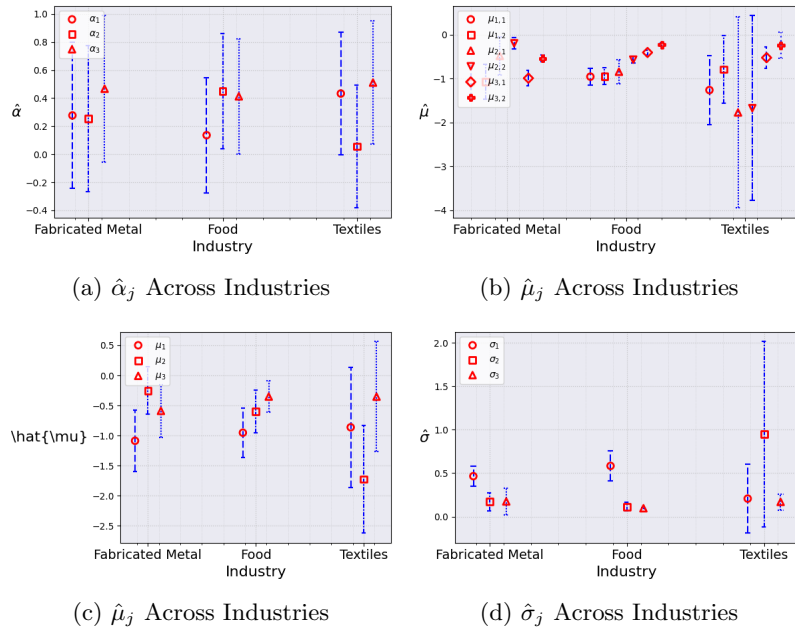 1.0
0.8
0.6
0.4
0.2
0.0
−0.2
−0.4
α̂
α₁
α₂
α₃
Fabricated Metal Food Textiles
Industry
(a) α̂ⱼ Across Industries
0
−1
−2
−3
−4
μ̂
μ₁,₁
μ₁,₂
μ₂,₁
μ₂,₂
μ₃,₁
μ₃,₂
Fabricated Metal Food Textiles
Industry
(b) μ̂ⱼ Across Industries
0.5
0.0
−0.5
−1.0
−1.5
−2.0
−2.5
\hat{\mu}
μ₁
μ₂
μ₃
Fabricated Metal Food Textiles
Industry
(c) μ̂ⱼ Across Industries
2.0
1.5
1.0
0.5
0.0
σ̂
σ₁
σ₂
σ₃
Fabricated Metal Food Textiles
Industry
(d) σ̂ⱼ Across Industries